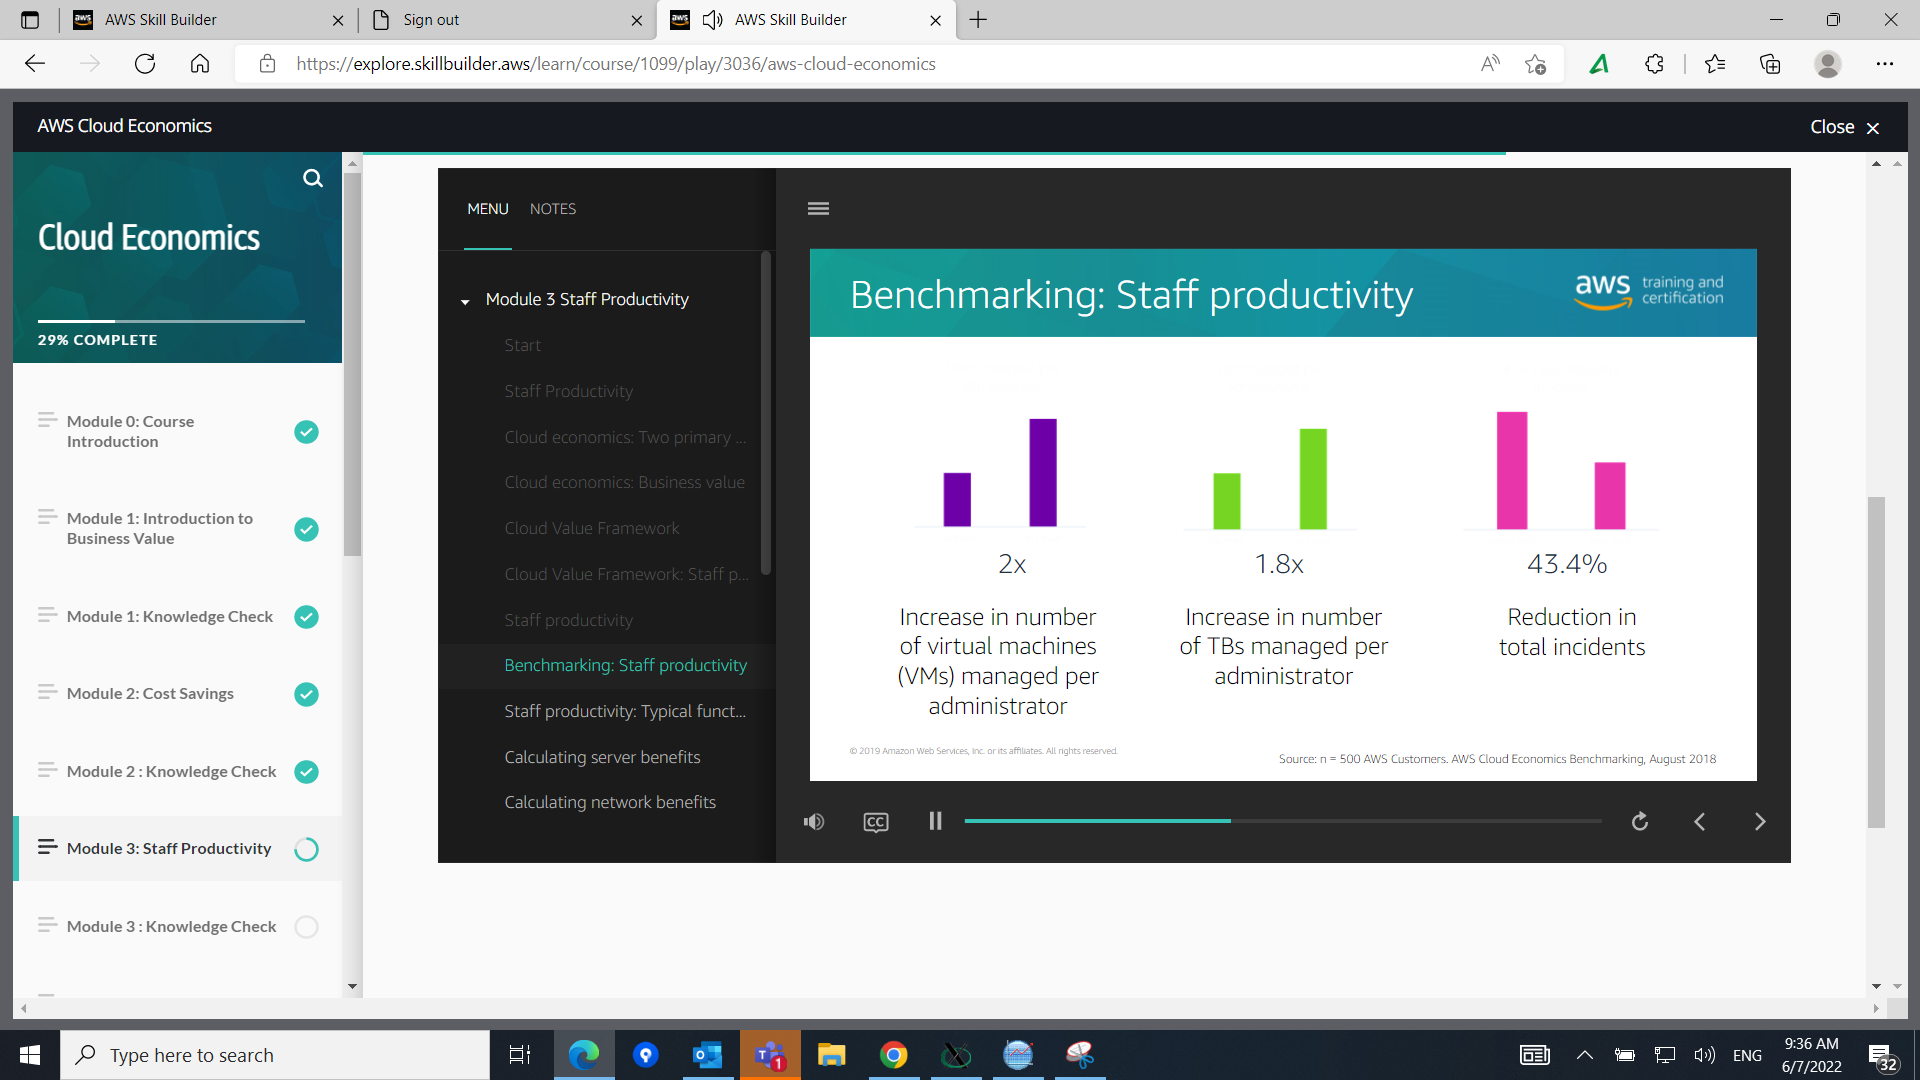 AWS Skill Builder
Sign out
AWS Skill Builder
https://explore.skillbuilder.aws/learn/course/1099/play/3036/aws-cloud-economics
AWS Cloud Economics
Close
Cloud Economics
29% COMPLETE
Module 0: Course
Introduction
Module 1: Introduction to
Business Value
Module 1: Knowledge Check
Module 2: Cost Savings
Module 2 : Knowledge Check
Module 3: Staff Productivity
Module 3 : Knowledge Check
MENU NOTES
Module 3 Staff Productivity
Start
Staff Productivity
Cloud economics: Two primary ...
Cloud economics: Business value
Cloud Value Framework
Cloud Value Framework: Staff p...
Staff productivity
Benchmarking: Staff productivity
Staff productivity: Typical funct...
Calculating server benefits
Calculating network benefits
Benchmarking: Staff productivity
aws training and
certification
2x
Increase in number
of virtual machines
(VMs) managed per
administrator
1.8x
Increase in number
of TBs managed per
administrator
43.4%
Reduction in
total incidents
© 2019 Amazon Web Services, Inc. or its affiliates. All rights reserved.
Source: n = 500 AWS Customers. AWS Cloud Economics Benchmarking, August 2018
CC
Type here to search
1
ENG
9:36 AM
6/7/2022
32